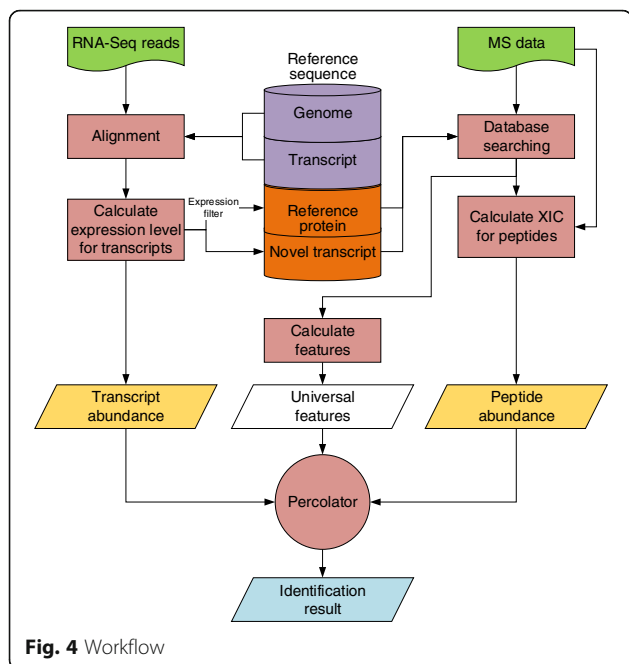 RNA-Seq reads
Reference
sequence
MS data
Genome
Alignment
Transcript
Database
searching
Calculate
expression level
for transcripts
Expression
filter
Reference
protein
Novel transcript
Calculate XIC
for peptides
Calculate
features
Transcript
abundance
Universal
features
Peptide
abundance
Percolator
Identification
result
Fig. 4 Workflow